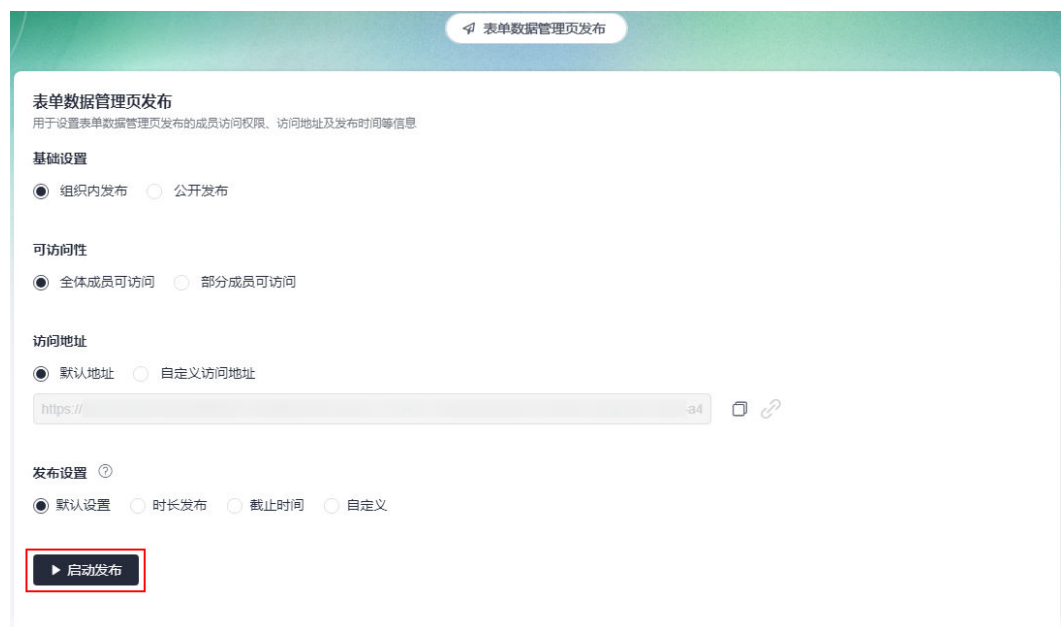 表单数据管理页发布
表单数据管理页发布
用于设置表单数据管理页发布的成员访问权限、访问地址及发布时间等信息
基础设置
组织内发布 公开发布
可访问性
全体成员可访问 部分成员可访问
访问地址
默认地址 自定义访问地址
https:// -a4
发布设置
默认设置 时长发布 截止时间 自定义
启动发布